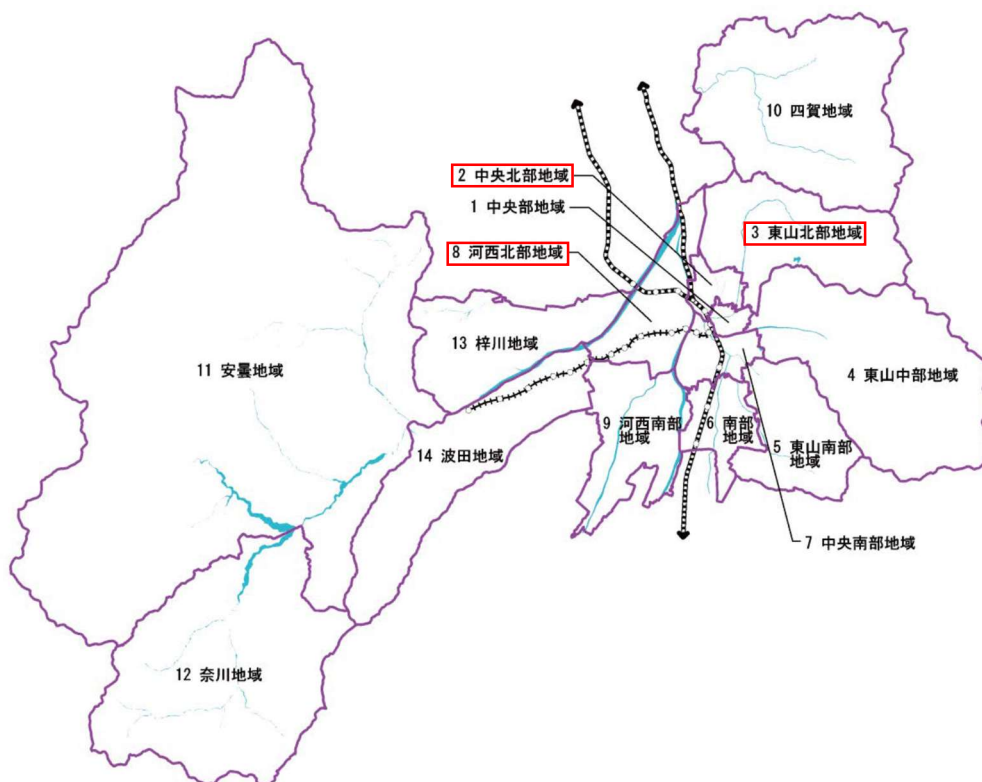 10 四賀地域
2 中央北部地域
1 中央部地域
3 東山北部地域
8 河西北部地域
13 梓川地域
11 安曇地域
4 東山中部地域
9 河西南部
地域
6 南部
地域
5 東山南部
地域
14 波田地域
7 中央南部地域
12 奈川地域